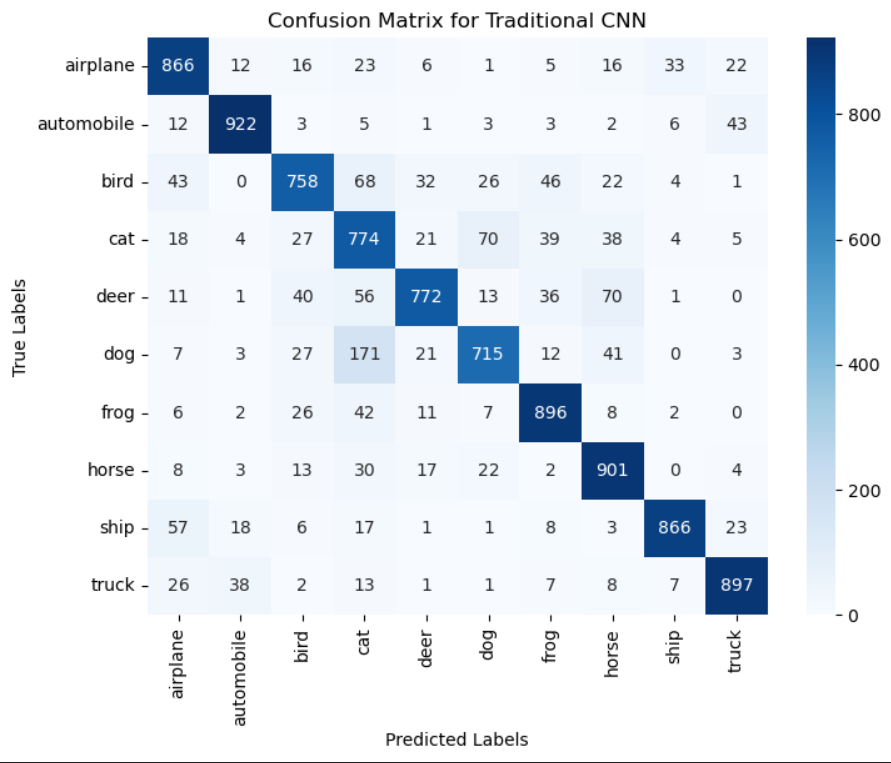 Confusion Matrix for Traditional CNN
airplane 866 12 16 23 6 1 5 16 33 22
automobile 12 922 3 5 1 3 3 2 6 43
bird 43 0 758 68 32 26 46 22 4 1
cat 18 4 27 774 21 70 39 38 4 5
deer 11 1 40 56 772 13 36 70 1 0
dog 7 3 27 171 21 715 12 41 0 3
frog 6 2 26 42 11 7 896 8 2 0
horse 8 3 13 30 17 22 2 901 0 4
ship 57 18 6 17 1 1 8 3 866 23
truck 26 38 2 13 1 1 7 8 7 897
airplane automobile bird cat deer dog frog horse ship truck
Predicted Labels
True Labels
800
600
400
200
0